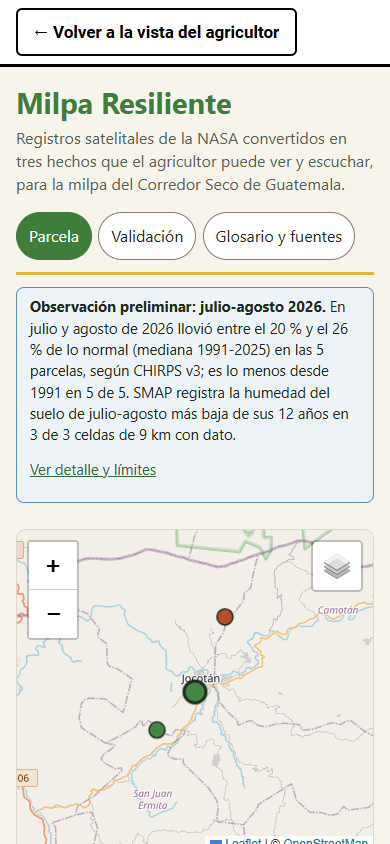 ← Volver a la vista del agricultor
Milpa Resiliente
Registros satelitales de la NASA convertidos en
tres hechos que el agricultor puede ver y escuchar,
para la milpa del Corredor Seco de Guatemala.
Parcela
Validación
Glosario y fuentes
Observación preliminar: julio-agosto 2026. En
julio y agosto de 2026 llovió entre el 20 % y el 26
% de lo normal (mediana 1991-2025) en las 5
parcelas, según CHIRPS v3; es lo menos desde
1991 en 5 de 5. SMAP registra la humedad del
suelo de julio-agosto más baja de sus 12 años en
3 de 3 celdas de 9 km con dato.
Ver detalle y límites
+
−
Camotán
Jocotán
06
San Juan
Ermita
Leaflet | © OpenStreetMap